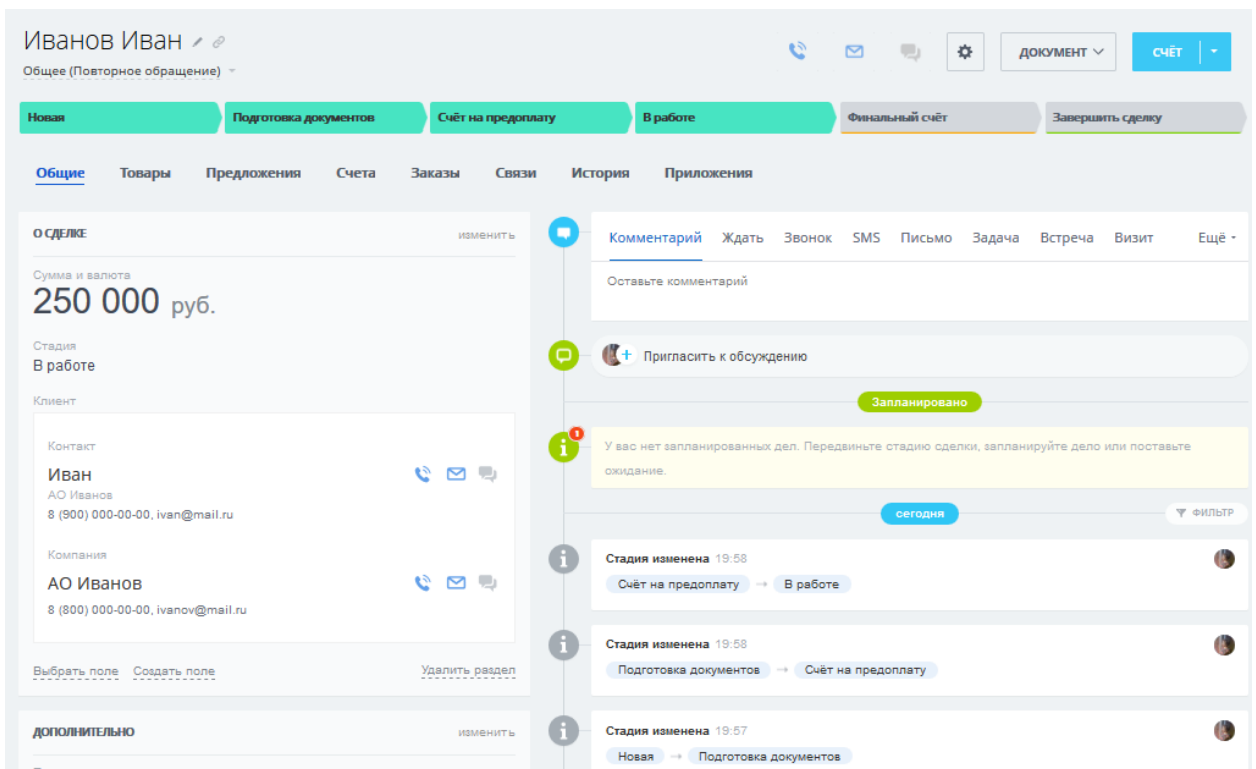 Иванов Иван
Общее (Повторное обращение)
ДОКУМЕНТ
СЧЁТ
Новая
Подготовка документов
Счёт на предоплату
В работе
Финальный счёт
Завершить сделку
Общие Товары Предложения Счета Заказы Связи История Приложения
О СДЕЛКЕ
изменить
Сумма и валюта
250 000 руб.
Стадия
В работе
Клиент
Контакт
Иван
АО Иванов
8 (900) 000-00-00, ivan@mail.ru
Компания
АО Иванов
8 (800) 000-00-00, ivanov@mail.ru
Выбрать поле Создать поле Удалить раздел
ДОПОЛНИТЕЛЬНО
изменить
Комментарий Ждать Звонок SMS Письмо Задача Встреча Визит Ещё
Оставьте комментарий
Пригласить к обсуждению
Запланировано
1
У вас нет запланированных дел. Передвиньте стадию сделки, запланируйте дело или поставьте
ожидание.
сегодня
ФИЛЬТР
Стадия изменена 19:58
Счёт на предоплату → В работе
Стадия изменена 19:58
Подготовка документов → Счёт на предоплату
Стадия изменена 19:57
Новая → Подготовка документов